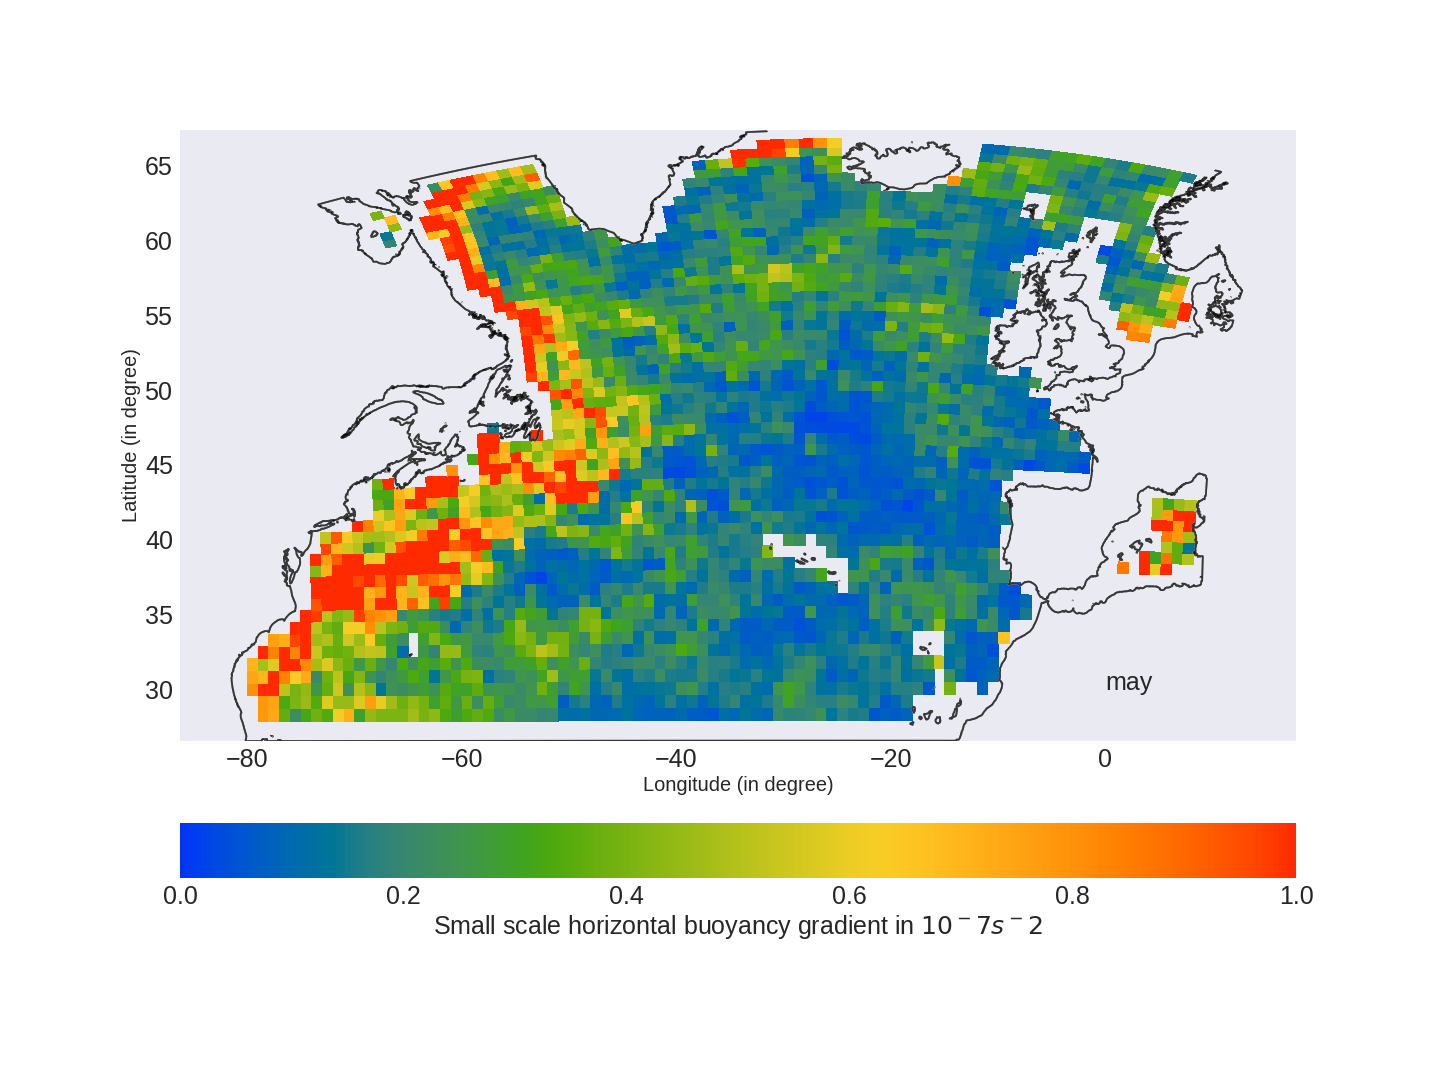 65
60
55
50
45
40
35
30
Latitude (in degree)
may
−80 −60 −40 −20 0
Longitude (in degree)
0.0 0.2 0.4 0.6 0.8 1.0
Small scale horizontal buoyancy gradient in 10⁻7s⁻2